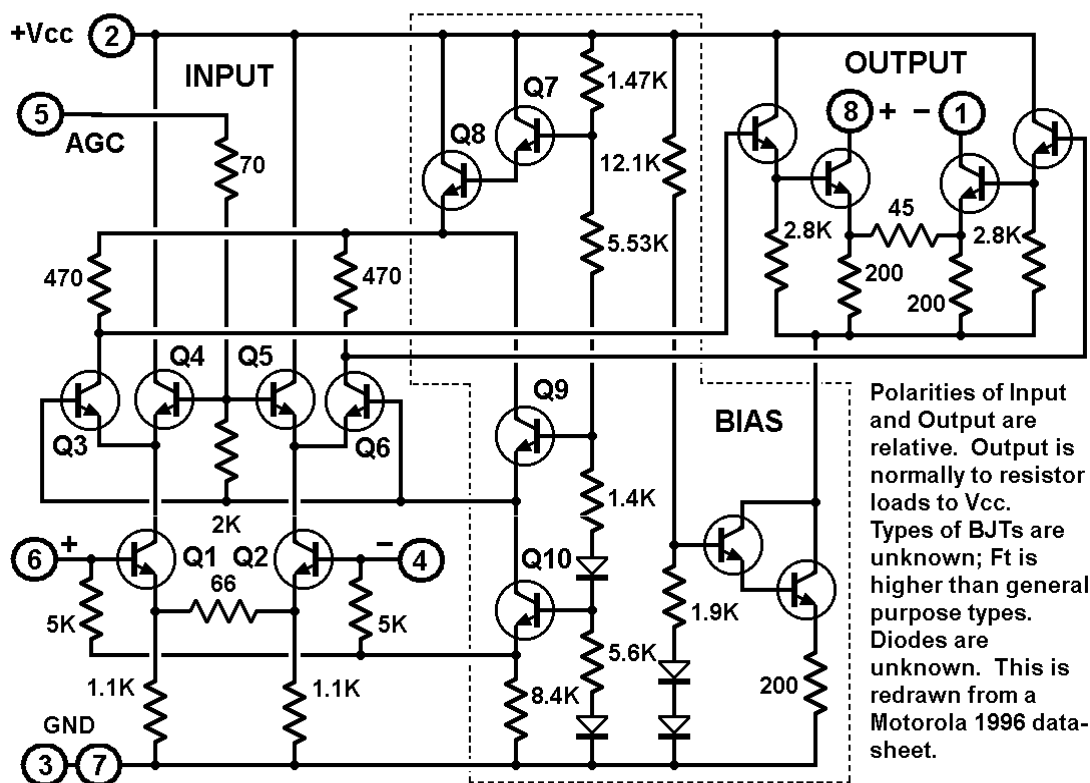 +Vcc 2
INPUT
OUTPUT
5
AGC
70
Q7
Q8
1.47K
12.1K
8 + − 1
45
2.8K
2.8K
5.53K
200
200
470
470
Q4
Q5
Q3
Q6
Q9
BIAS
2K
1.4K
6 +
Q1
Q2
− 4
Q10
66
5K
5K
1.9K
5.6K
1.1K
1.1K
8.4K
200
GND
3 7
Polarities of Input
and Output are
relative. Output is
normally to resistor
loads to Vcc.
Types of BJTs are
unknown; Ft is
higher than general
purpose types.
Diodes are
unknown. This is
redrawn from a
Motorola 1996 data-
sheet.